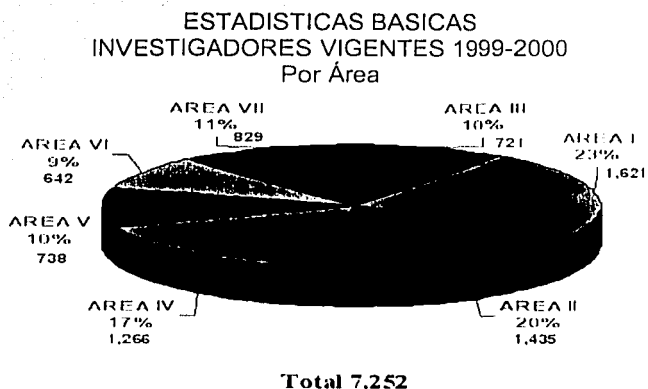 ESTADISTICAS BASICAS
INVESTIGADORES VIGENTES 1999-2000
Por Área
AREA VII
11%
829
AREA III
10%
721
AREA I
23%
1,621
AREA VI
9%
642
AREA V
10%
738
AREA IV
17%
1,266
AREA II
20%
1,435
Total 7,252